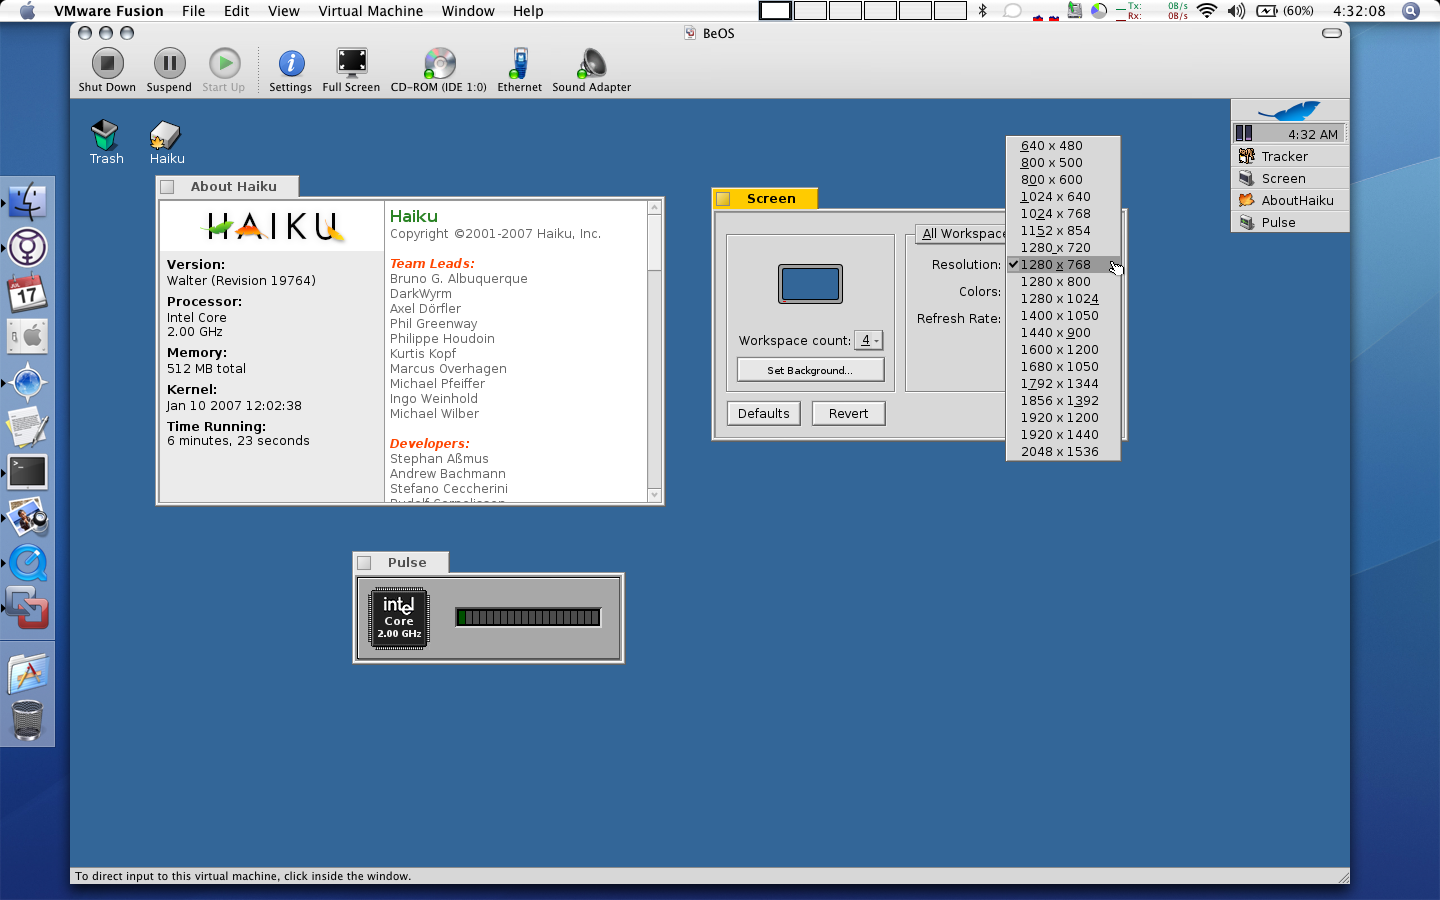 VMware Fusion File Edit View Virtual Machine Window Help
Tx: 0B/s
Rx: 0B/s
(60%) 4:32:08
BeOS
Shut Down Suspend Start Up Settings Full Screen CD-ROM (IDE 1:0) Ethernet Sound Adapter
Trash Haiku
4:32 AM
Tracker
Screen
AboutHaiku
Pulse
About Haiku
HAIKU
Version:
Walter (Revision 19764)
Processor:
Intel Core
2.00 GHz
Memory:
512 MB total
Kernel:
Jan 10 2007 12:02:38
Time Running:
6 minutes, 23 seconds
Haiku
Copyright ©2001-2007 Haiku, Inc.
Team Leads:
Bruno G. Albuquerque
DarkWyrm
Axel Dörfler
Phil Greenway
Philippe Houdoin
Kurtis Kopf
Marcus Overhagen
Michael Pfeiffer
Ingo Weinhold
Michael Wilber
Developers:
Stephan Aßmus
Andrew Bachmann
Stefano Ceccherini
Screen
Workspace count: 4
Set Background...
Defaults Revert
All Workspace
Resolution:
Colors:
Refresh Rate:
640 x 480
800 x 500
800 x 600
1024 x 640
1024 x 768
1152 x 854
1280 x 720
1280 x 768
1280 x 800
1280 x 1024
1400 x 1050
1440 x 900
1600 x 1200
1680 x 1050
1792 x 1344
1856 x 1392
1920 x 1200
1920 x 1440
2048 x 1536
Pulse
intel
Core
2.00 GHz
JUL
17
To direct input to this virtual machine, click inside the window.